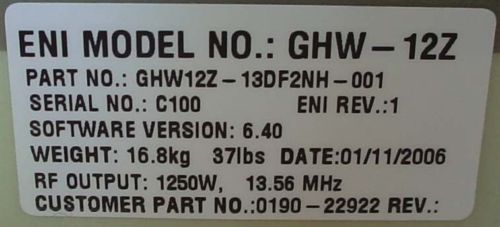 ENI MODEL NO.: GHW-12Z
PART NO.: GHW12Z-13DF2NH-001
SERIAL NO.: C100 ENI REV.:1
SOFTWARE VERSION: 6.40
WEIGHT: 16.8kg 37lbs DATE:01/11/2006
RF OUTPUT: 1250W, 13.56 MHz
CUSTOMER PART NO.:0190-22922 REV.: